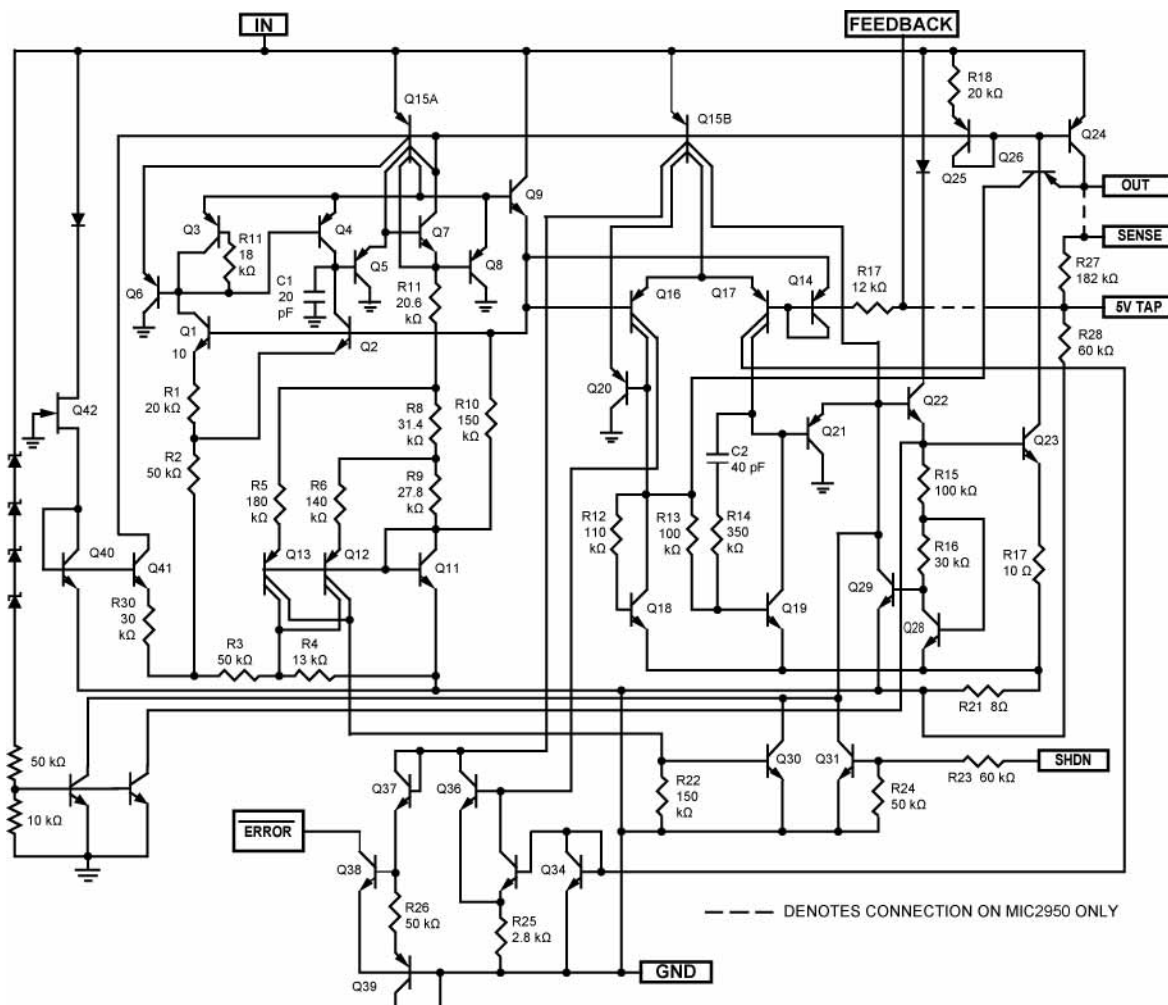 IN
FEEDBACK
R18
20 kΩ
Q15A
Q15B
Q24
Q26
Q25
OUT
Q9
Q3
Q4
Q7
SENSE
R11
18
kΩ
R27
182 kΩ
Q5
Q8
Q6
C1
20
pF
R11
20.6
kΩ
Q16
Q17
Q14
R17
12 kΩ
5V TAP
Q1
10
Q2
R28
60 kΩ
R1
20 kΩ
R8
31.4
kΩ
R10
150
kΩ
Q20
Q22
Q42
Q21
Q23
R2
50 kΩ
C2
40 pF
R5
180
kΩ
R6
140
kΩ
R9
27.8
kΩ
R15
100 kΩ
R12
110
kΩ
R13
100
kΩ
R14
350
kΩ
R16
30 kΩ
R17
10 Ω
Q40
Q41
Q13
Q12
Q11
Q29
Q18
Q19
Q28
R30
30
kΩ
R3
50 kΩ
R4
13 kΩ
R21 8Ω
50 kΩ
Q37
Q36
R22
150
kΩ
Q30
Q31
R24
50 kΩ
R23 60 kΩ
SHDN
10 kΩ
ERROR
Q38
Q34
R26
50 kΩ
R25
2.8 kΩ
DENOTES CONNECTION ON MIC2950 ONLY
GND
Q39